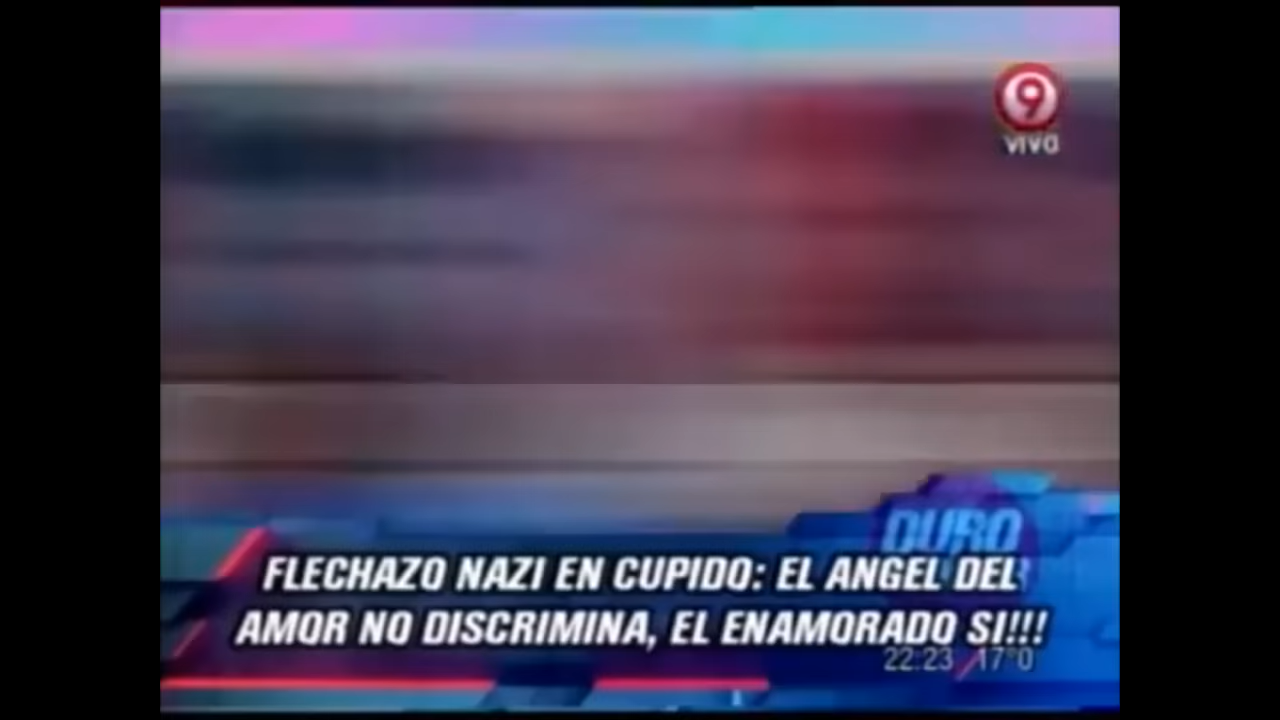 9
VIVO
DURO
FLECHAZO NAZI EN CUPIDO: EL ANGEL DEL
AMOR NO DISCRIMINA, EL ENAMORADO SI!!!
22:23 17°0